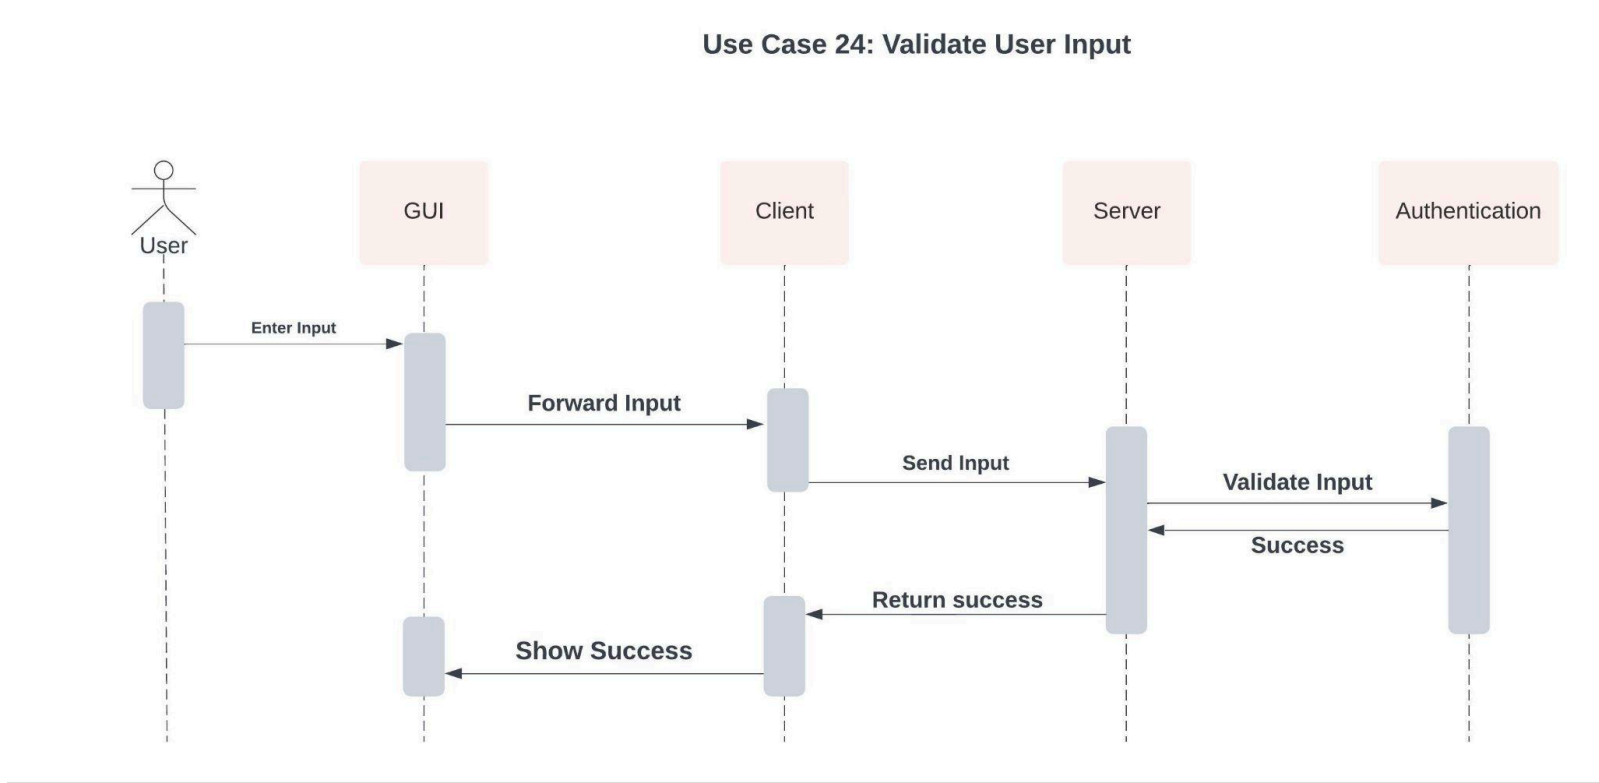 Use Case 24: Validate User Input
User
GUI
Client
Server
Authentication
Enter Input
Forward Input
Send Input
Validate Input
Success
Return success
Show Success